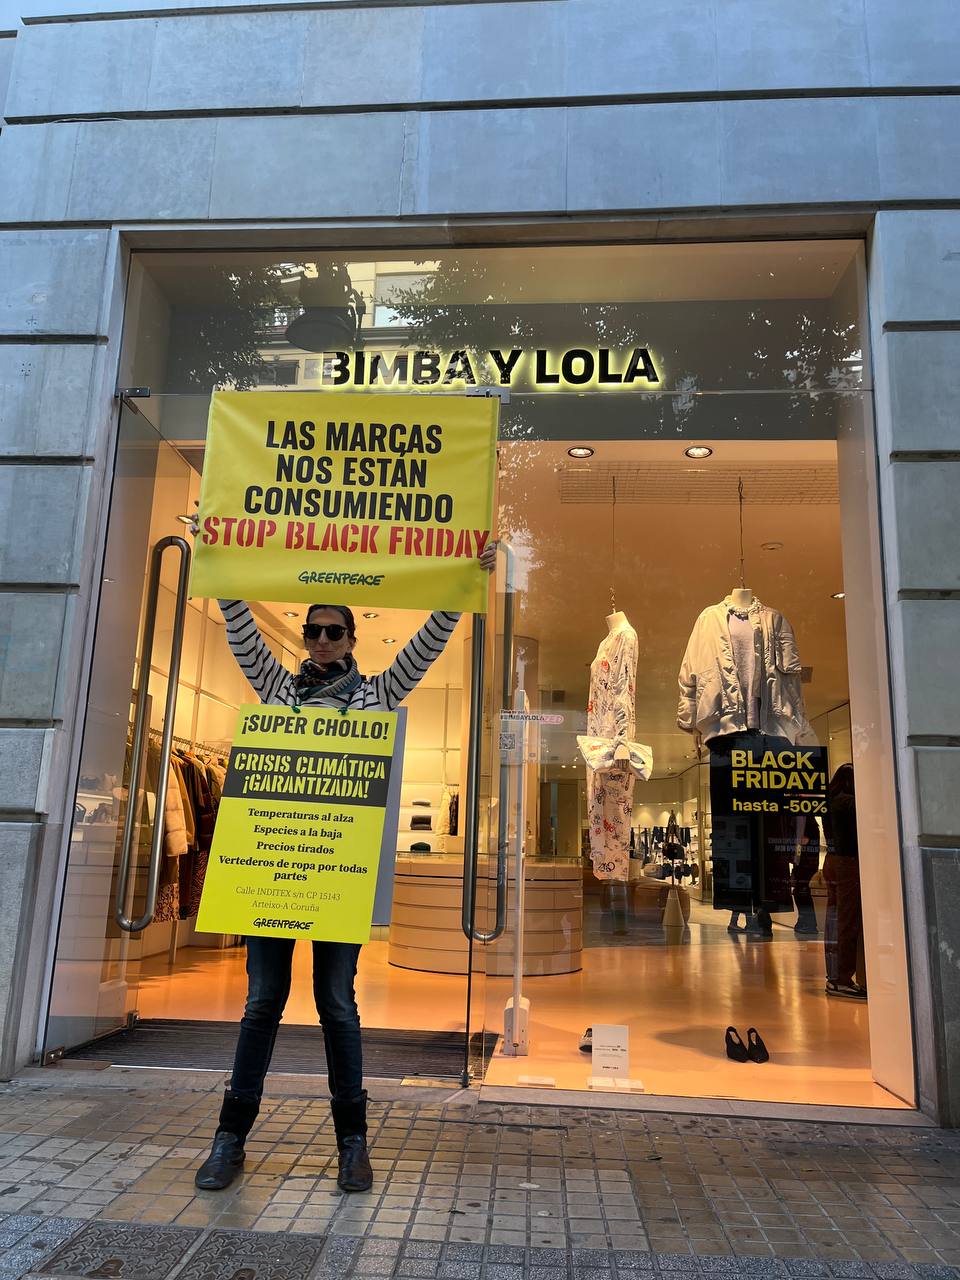 BIMBA Y LOLA
LAS MARCAS
NOS ESTÁN
CONSUMIENDO
STOP BLACK FRIDAY
GREENPEACE
¡SUPER CHOLLO!
CRISIS CLIMÁTICA
¡GARANTIZADA!
Temperaturas al alza
Especies a la baja
Precios tirados
Vertederos de ropa por todas
partes
Calle INDITEX s/n CP 15143
Arteixo-A Coruña
GREENPEACE
BLACK
FRIDAY!
hasta -50%